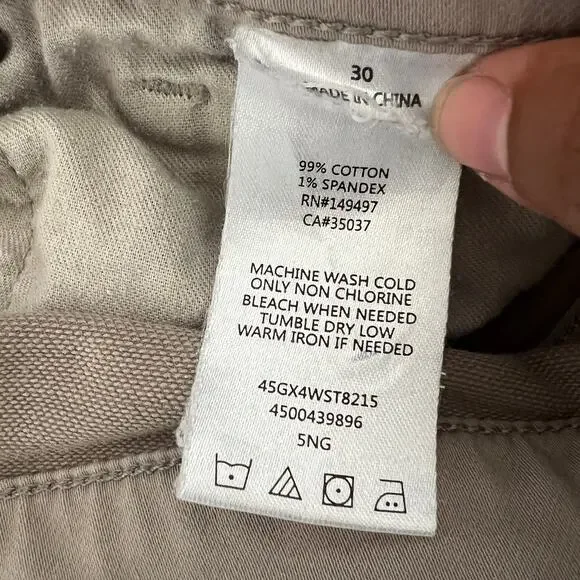 30
MADE IN CHINA
99% COTTON
1% SPANDEX
RN#149497
CA#35037
MACHINE WASH COLD
ONLY NON CHLORINE
BLEACH WHEN NEEDED
TUMBLE DRY LOW
WARM IRON IF NEEDED
45GX4WST8215
4500439896
5NG